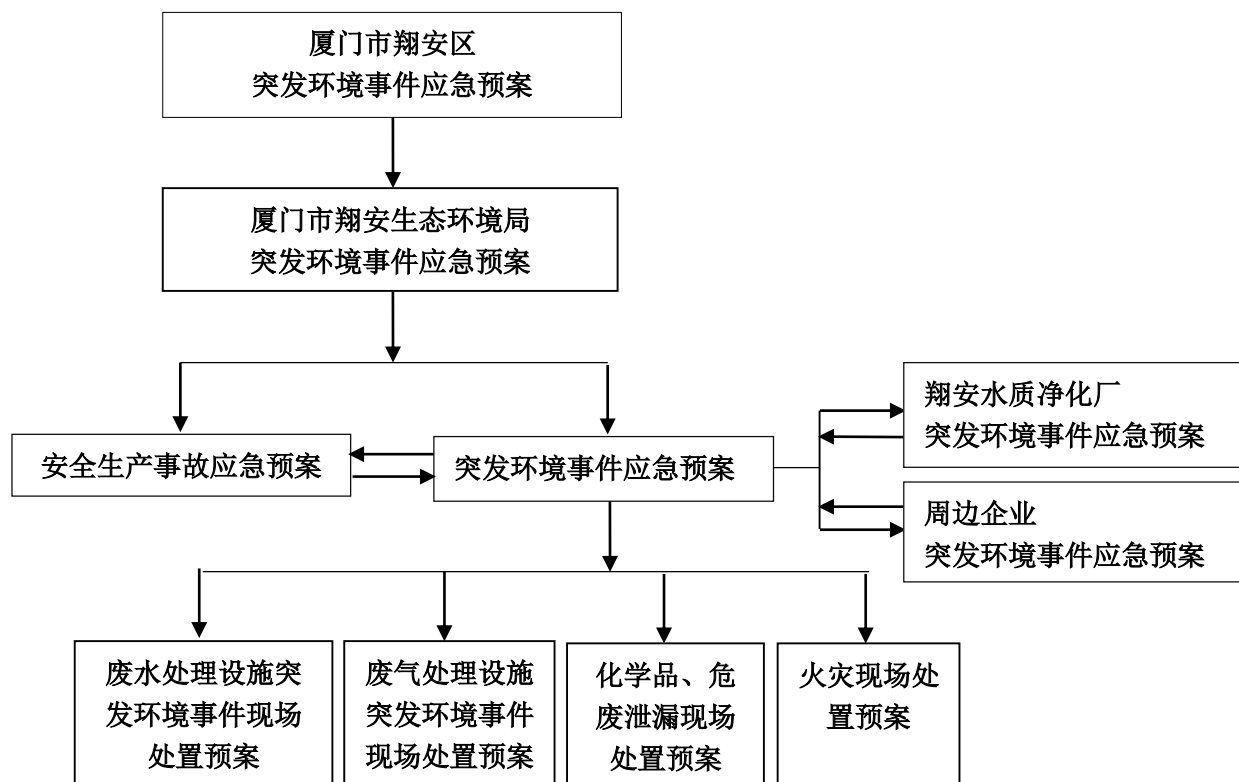 厦门市翔安区
突发环境事件应急预案
厦门市翔安生态环境局
突发环境事件应急预案
翔安水质净化厂
突发环境事件应急预案
安全生产事故应急预案
突发环境事件应急预案
周边企业
突发环境事件应急预案
废水处理设施突
发环境事件现场
处置预案
废气处理设施
突发环境事件
现场处置预案
化学品、危
废泄漏现场
处置预案
火灾现场处
置预案